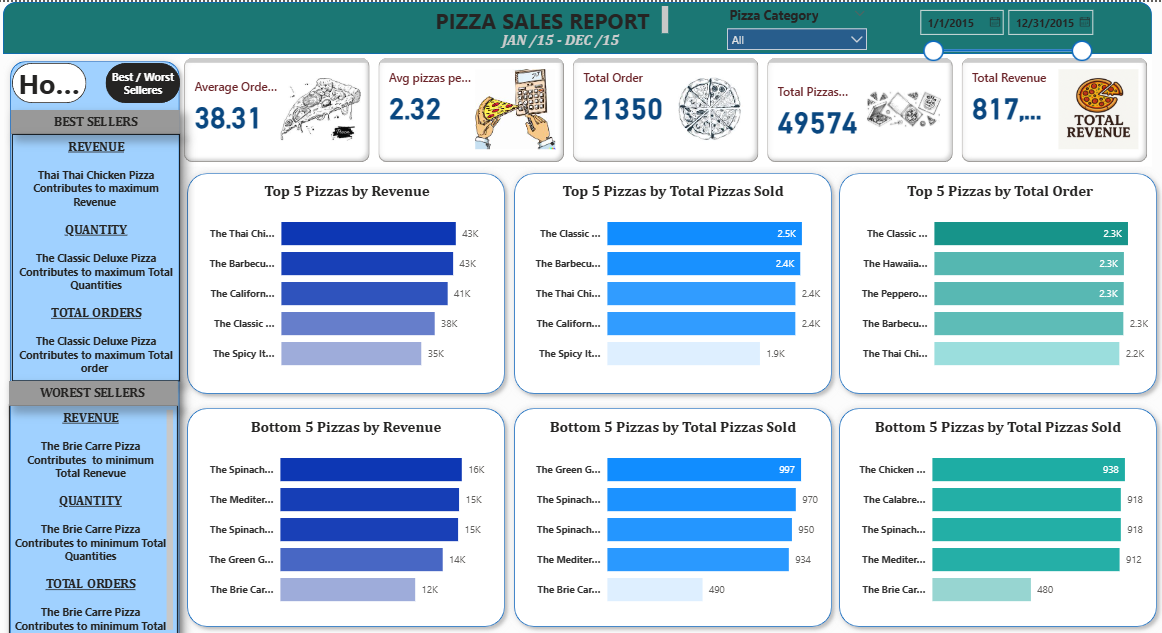 PIZZA SALES REPORT
JAN /15 - DEC /15
Pizza Category
All
1/1/2015
12/31/2015
Ho...
Best / Worst
Selleres
Average Orde...
38.31
Avg pizzas pe...
2.32
Total Order
21350
Total Pizzas...
49574
Total Revenue
817,...
TOTAL
REVENUE
BEST SELLERS
REVENUE
Thai Thai Chicken Pizza
Contributes to maximum
Revenue
QUANTITY
The Classic Deluxe Pizza
Contributes to maximum Total
Quantities
TOTAL ORDERS
The Classic Deluxe Pizza
Contributes to maximum Total
order
WOREST SELLERS
REVENUE
The Brie Carre Pizza
Contributes to minimum
Total Renevue
QUANTITY
The Brie Carre Pizza
Contributes to minimum Total
Quantities
TOTAL ORDERS
The Brie Carre Pizza
Contributes to minimum Total
Top 5 Pizzas by Revenue
The Thai Chi... 43K
The Barbecu... 43K
The Californ... 41K
The Classic ... 38K
The Spicy It... 35K
Top 5 Pizzas by Total Pizzas Sold
The Classic ... 2.5K
The Barbecu... 2.4K
The Thai Chi... 2.4K
The Californ... 2.4K
The Spicy It... 1.9K
Top 5 Pizzas by Total Order
The Classic ... 2.3K
The Hawaiia... 2.3K
The Peppero... 2.3K
The Barbecu... 2.3K
The Thai Chi... 2.2K
Bottom 5 Pizzas by Revenue
The Spinach... 16K
The Mediter... 15K
The Spinach... 15K
The Green G... 14K
The Brie Car... 12K
Bottom 5 Pizzas by Total Pizzas Sold
The Green G... 997
The Spinach... 970
The Spinach... 950
The Mediter... 934
The Brie Car... 490
Bottom 5 Pizzas by Total Pizzas Sold
The Chicken ... 938
The Calabre... 918
The Spinach... 918
The Mediter... 912
The Brie Car... 480